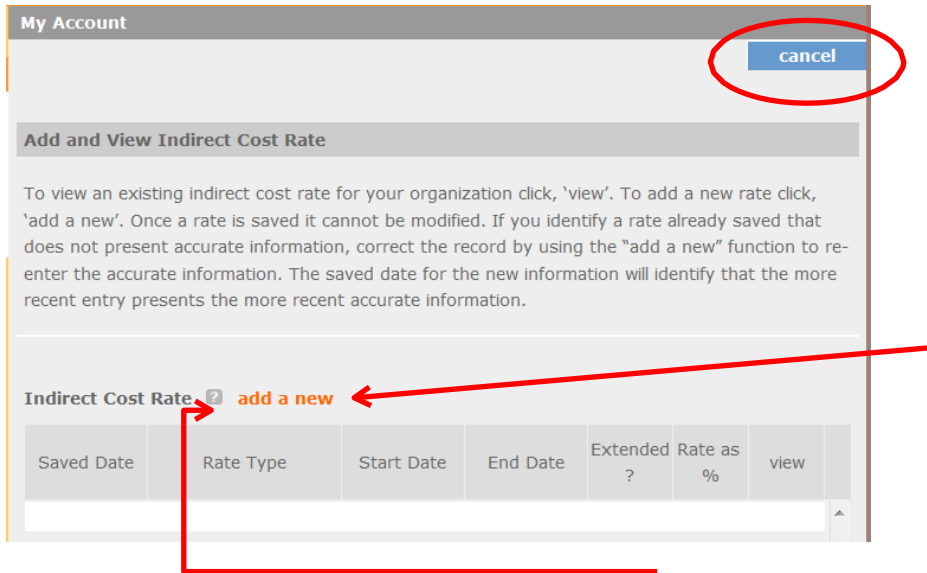 My Account
cancel
Add and View Indirect Cost Rate
To view an existing indirect cost rate for your organization click, ‘view’. To add a new rate click,
‘add a new’. Once a rate is saved it cannot be modified. If you identify a rate already saved that
does not present accurate information, correct the record by using the “add a new” function to re-
enter the accurate information. The saved date for the new information will identify that the more
recent entry presents the more recent accurate information.
Indirect Cost Rate ? add a new
Saved Date Rate Type Start Date End Date Extended ? Rate as % view